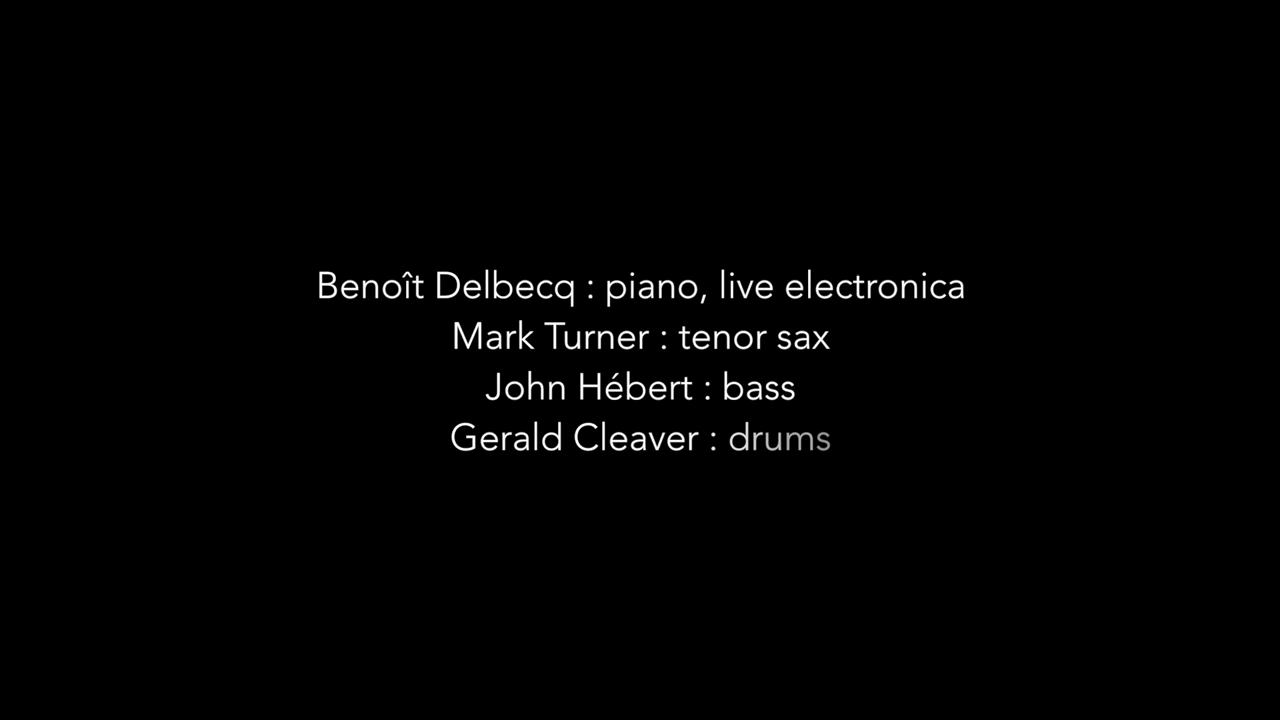 Benoît Delbecq : piano, live electronica
Mark Turner : tenor sax
John Hébert : bass
Gerald Cleaver : drums